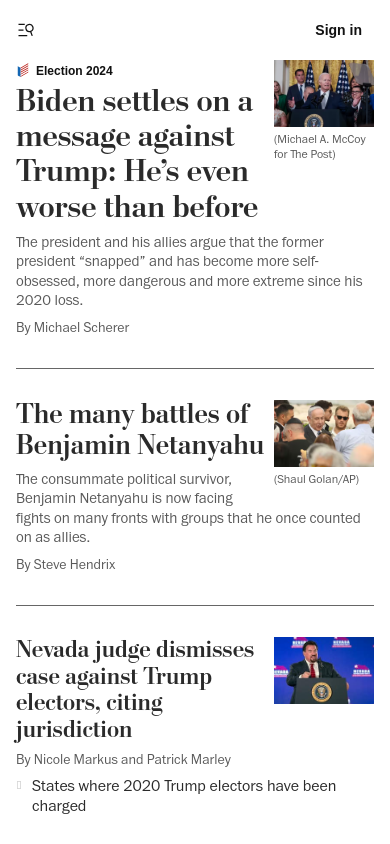 Sign in
Election 2024
Biden settles on a
message against
Trump: He’s even
worse than before
(Michael A. McCoy
for The Post)
The president and his allies argue that the former
president “snapped” and has become more self-
obsessed, more dangerous and more extreme since his
2020 loss.
By Michael Scherer
The many battles of
Benjamin Netanyahu
(Shaul Golan/AP)
The consummate political survivor,
Benjamin Netanyahu is now facing
fights on many fronts with groups that he once counted
on as allies.
By Steve Hendrix
Nevada judge dismisses
case against Trump
electors, citing
jurisdiction
By Nicole Markus and Patrick Marley
States where 2020 Trump electors have been
charged